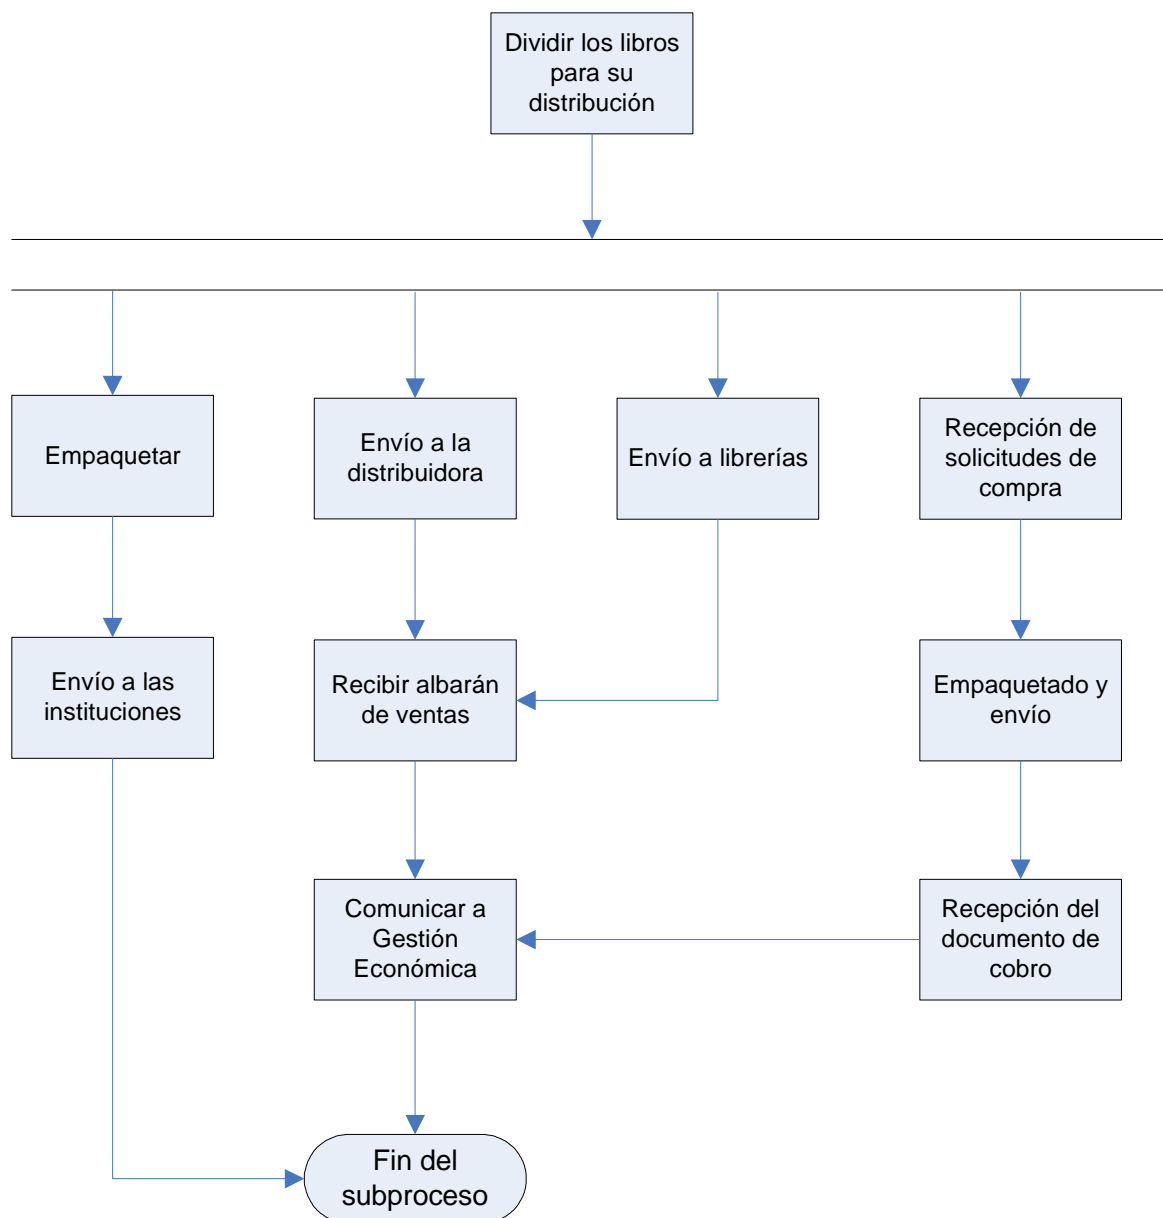 Dividir los libros
para su
distribución
Empaquetar
Envío a la
distribuidora
Envío a librerías
Recepción de
solicitudes de
compra
Envío a las
instituciones
Recibir albarán
de ventas
Empaquetado y
envío
Comunicar a
Gestión
Económica
Recepción del
documento de
cobro
Fin del
subproceso